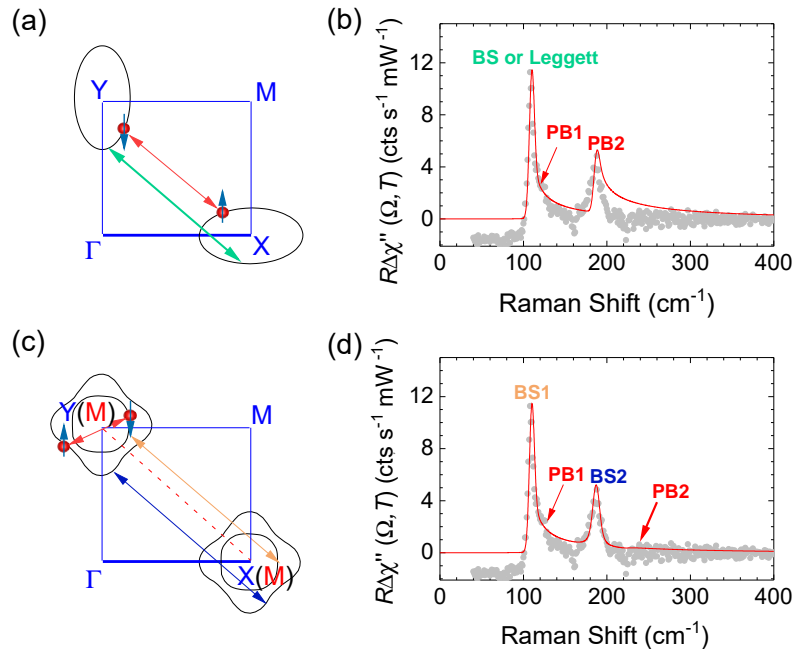 (a)
Y
M
Γ
X
(b)
RΔχ'' (Ω, T) (cts s⁻¹ mW⁻¹)
12
8
4
0
BS or Leggett
PB1
PB2
0 100 200 300 400
Raman Shift (cm⁻¹)
(c)
Y(M)
M
Γ
X(M)
(d)
RΔχ'' (Ω, T) (cts s⁻¹ mW⁻¹)
12
8
4
0
BS1
PB1
BS2
PB2
0 100 200 300 400
Raman Shift (cm⁻¹)